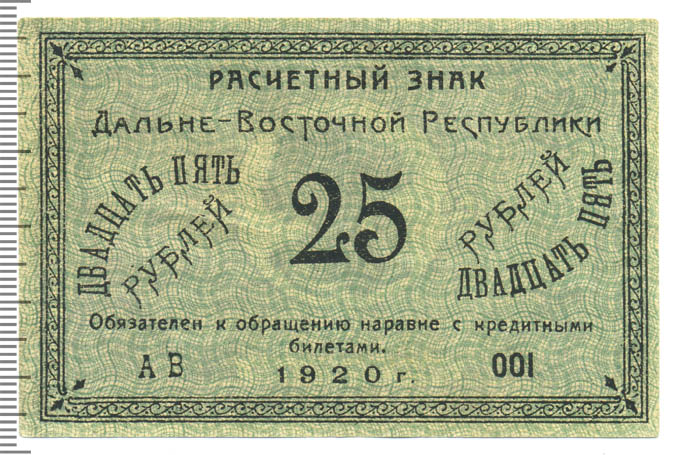 РАСЧЕТНЫЙ ЗНАК
ДАЛЬНЕ-ВОСТОЧНОЙ РЕСПУБЛИКИ
ДВАДЦАТЬ ПЯТЬ
РУБЛЕЙ
25
РУБЛЕЙ
ДВАДЦАТЬ ПЯТЬ
Обязателен к обращению наравне с кредитными
билетами.
АВ
1920 г.
001